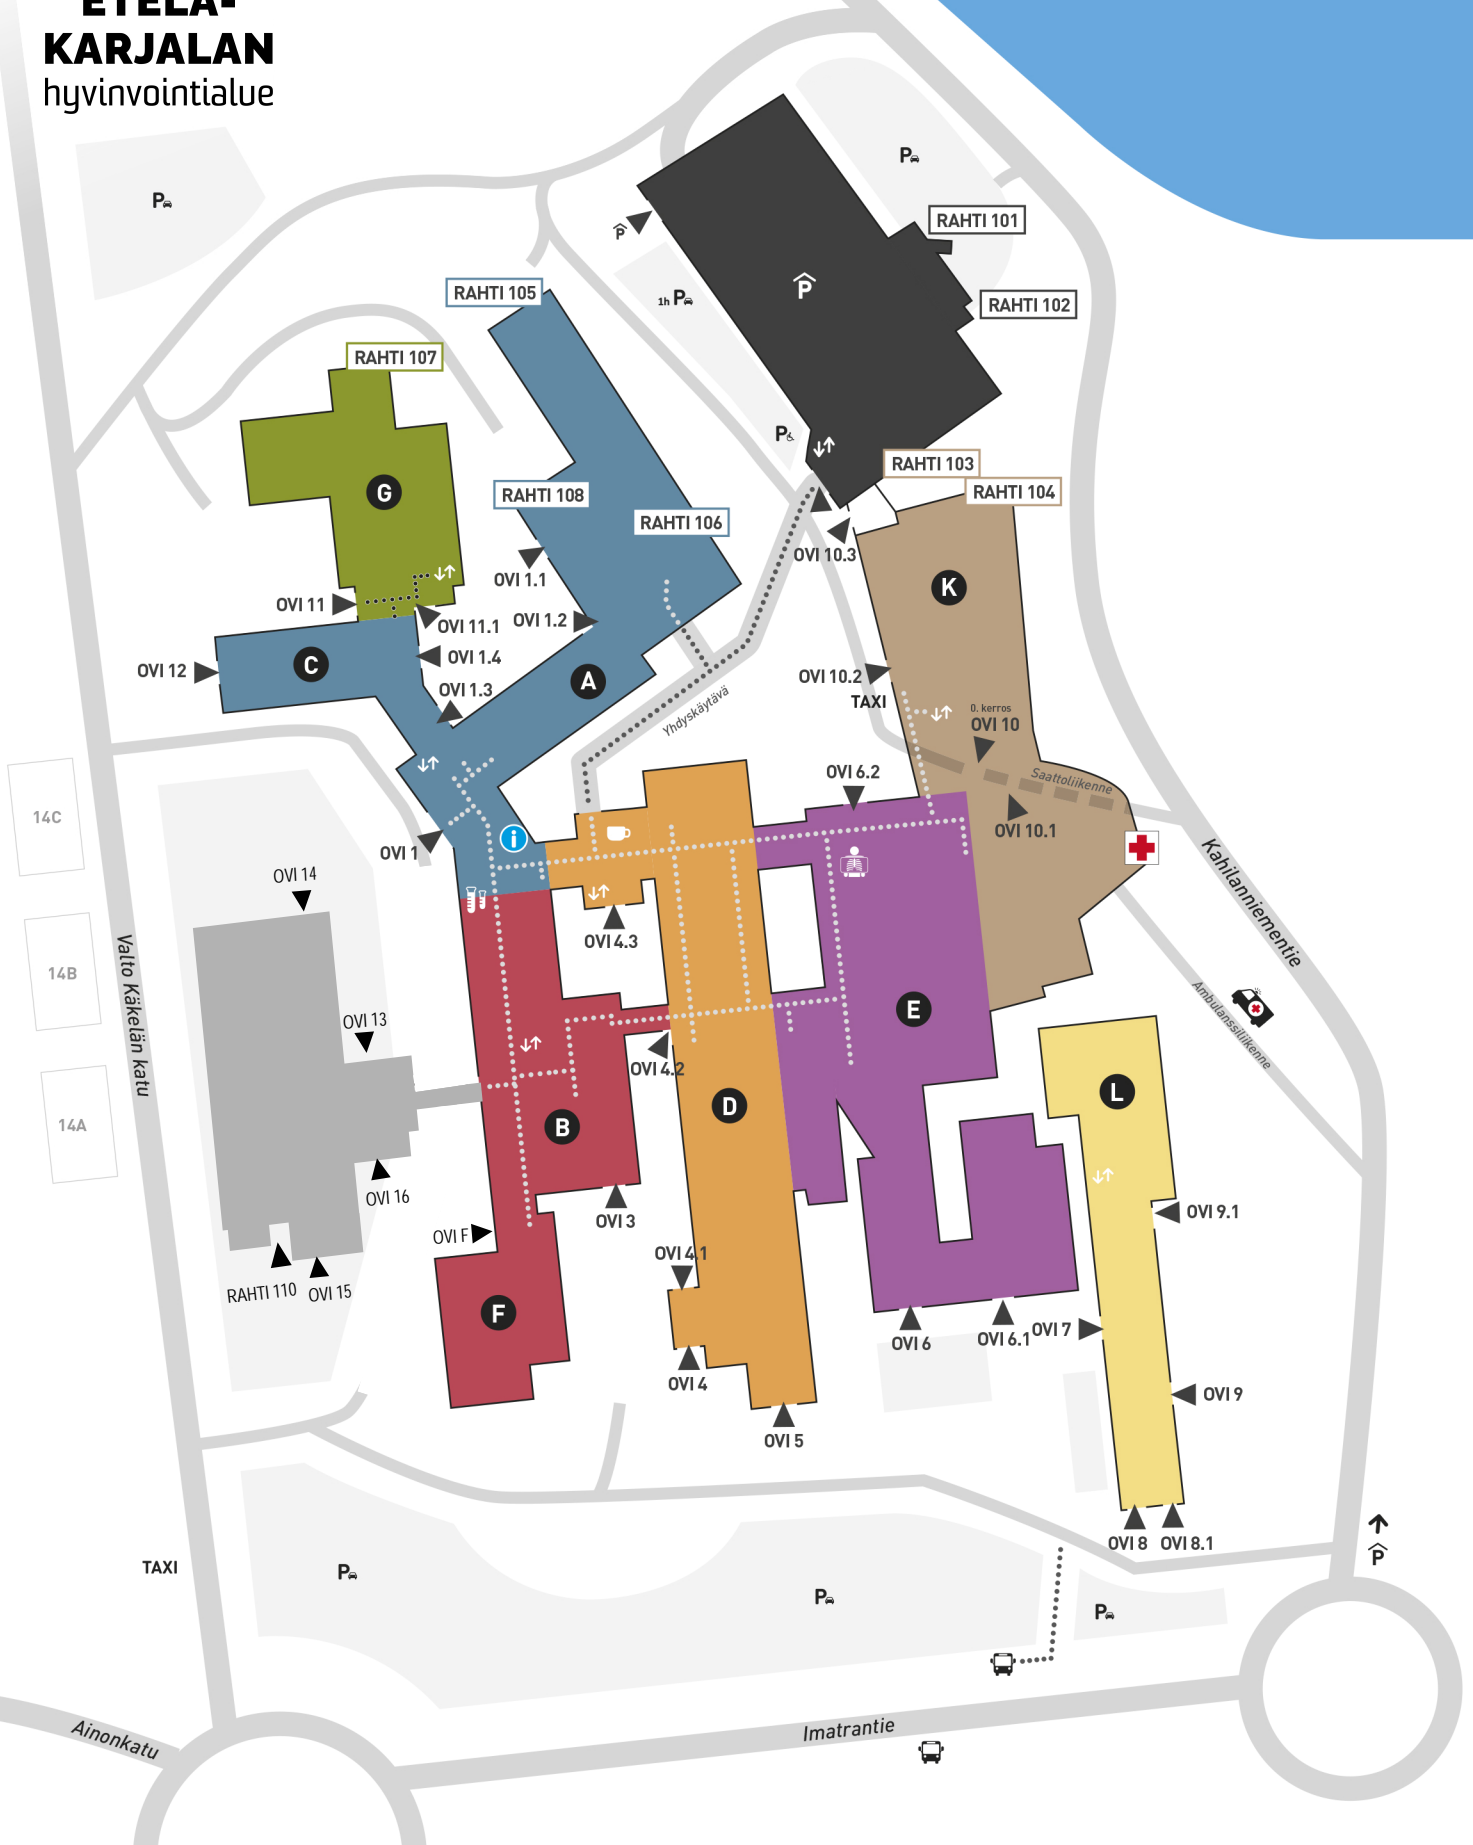 ETELÄ-
KARJALAN
hyvinvointialue
P
P
RAHTI 101
P
1h P
P
RAHTI 102
RAHTI 105
RAHTI 107
P
RAHTI 103
RAHTI 104
G
RAHTI 108
RAHTI 106
OVI 10.3
OVI 1.1
K
OVI 11
OVI 11.1
OVI 1.2
OVI 12
C
OVI 1.4
A
OVI 1.3
OVI 10.2
TAXI
Yhdyskäytävä
0. kerros
OVI 10
Saattoliikenne
OVI 6.2
OVI 10.1
14C
OVI 1
i
OVI 14
Kahilanniementie
OVI 4.3
14B
Valto Käkelän katu
OVI 13
E
Ambulanssiliikenne
OVI 4.2
14A
B
D
L
OVI 16
OVI 3
OVI 9.1
OVI F
OVI 4.1
RAHTI 110
OVI 15
F
OVI 6
OVI 6.1
OVI 7
OVI 4
OVI 9
OVI 5
OVI 8
OVI 8.1
P
TAXI
P
P
P
Ainonkatu
Imatrantie